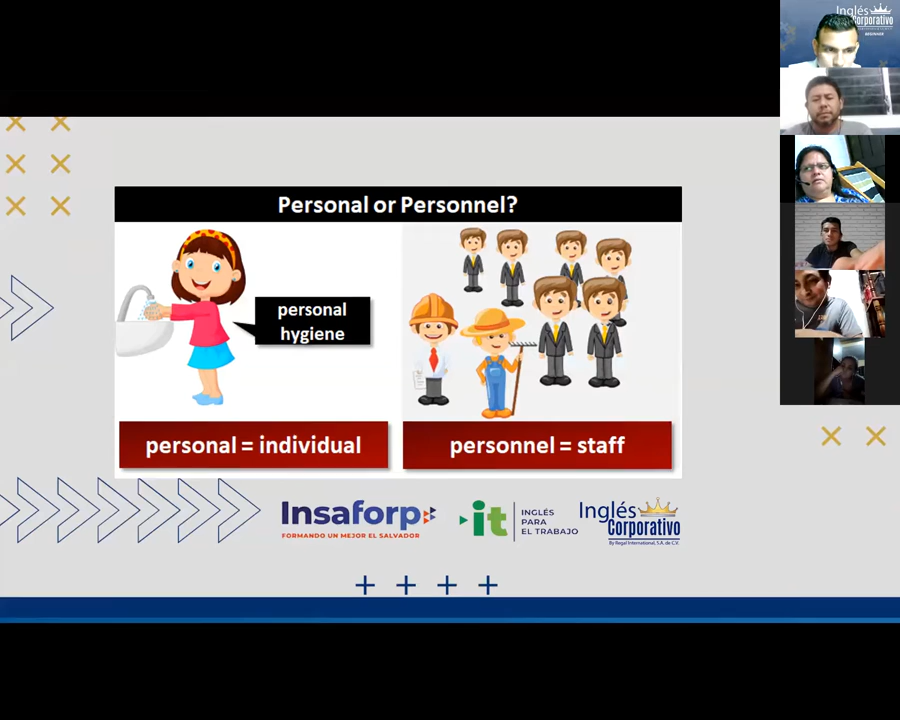 Inglés
Corporativo
BEGINNER
Personal or Personnel?
personal
hygiene
personal = individual
personnel = staff
Insaforp
FORMANDO UN MEJOR EL SALVADOR
it
INGLÉS
PARA
EL TRABAJO
Inglés
Corporativo
By Regal International, S.A. de C.V.